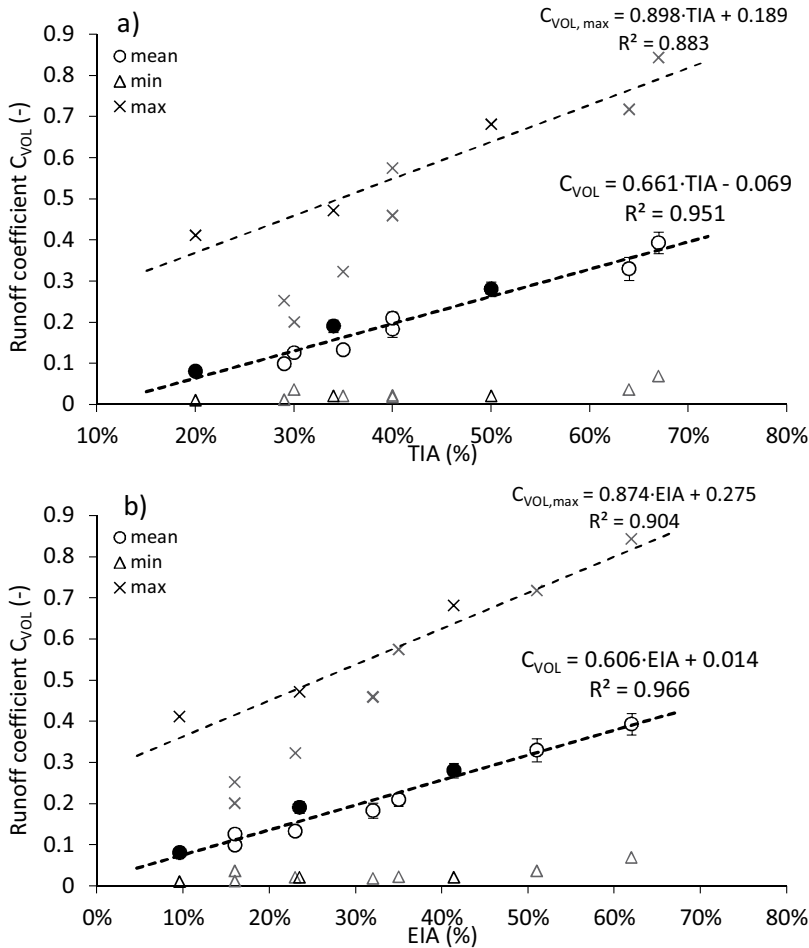 a)
C_VOL, max = 0.898·TIA + 0.189
R² = 0.883
mean
min
max
C_VOL = 0.661·TIA - 0.069
R² = 0.951
Runoff coefficient C_VOL (-)
0.9
0.8
0.7
0.6
0.5
0.4
0.3
0.2
0.1
0
10% 20% 30% 40% 50% 60% 70% 80%
TIA (%)
b)
C_VOL,max = 0.874·EIA + 0.275
R² = 0.904
mean
min
max
C_VOL = 0.606·EIA + 0.014
R² = 0.966
Runoff coefficient C_VOL (-)
0.9
0.8
0.7
0.6
0.5
0.4
0.3
0.2
0.1
0
0% 10% 20% 30% 40% 50% 60% 70% 80%
EIA (%)